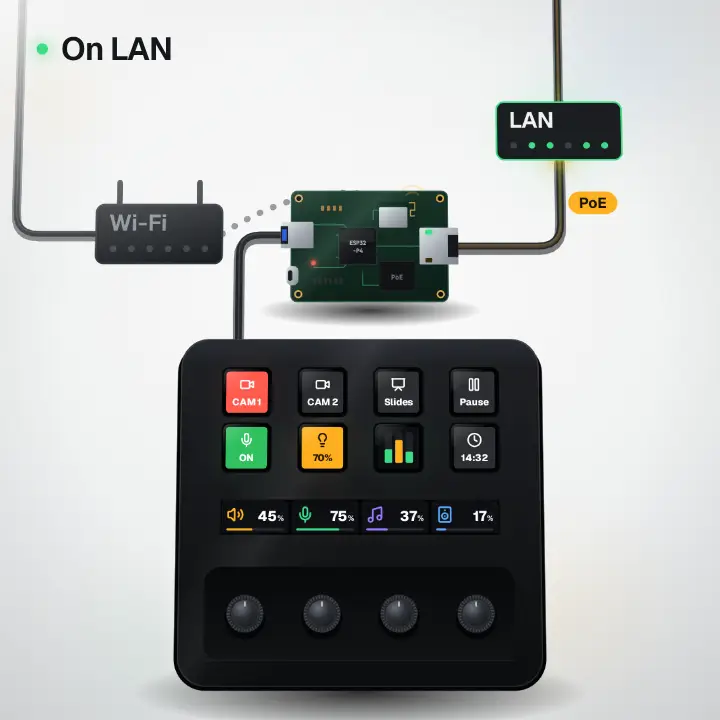 On LAN
LAN
PoE
Wi-Fi
ESP32
-P4
PoE
CAM 1
CAM 2
Slides
Pause
ON
70%
14:32
45%
75%
37%
17%